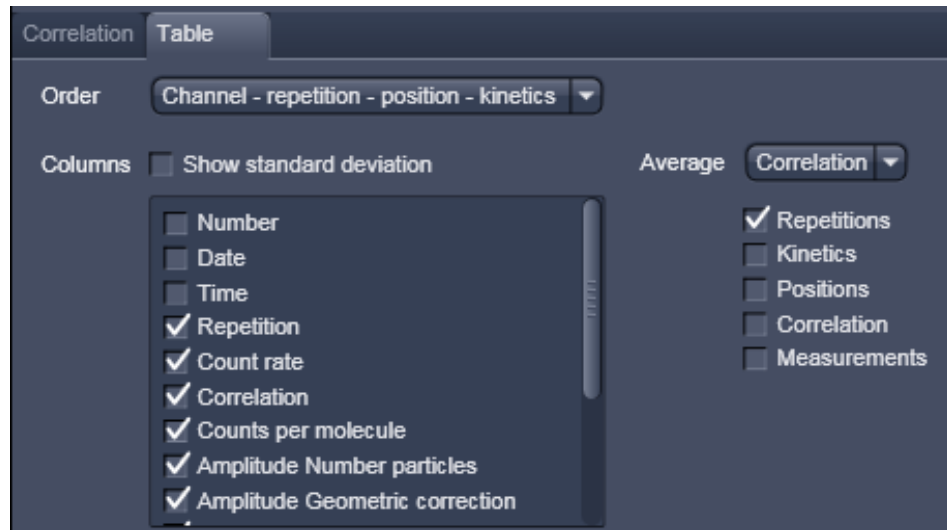 Correlation Table
Order Channel - repetition - position - kinetics
Columns Show standard deviation Average Correlation
Number
Date
Time
Repetition
Count rate
Correlation
Counts per molecule
Amplitude Number particles
Amplitude Geometric correction
Repetitions
Kinetics
Positions
Correlation
Measurements